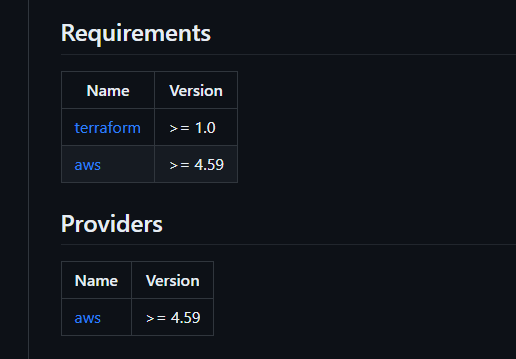 Requirements
Name Version
terraform >= 1.0
aws >= 4.59
Providers
Name Version
aws >= 4.59